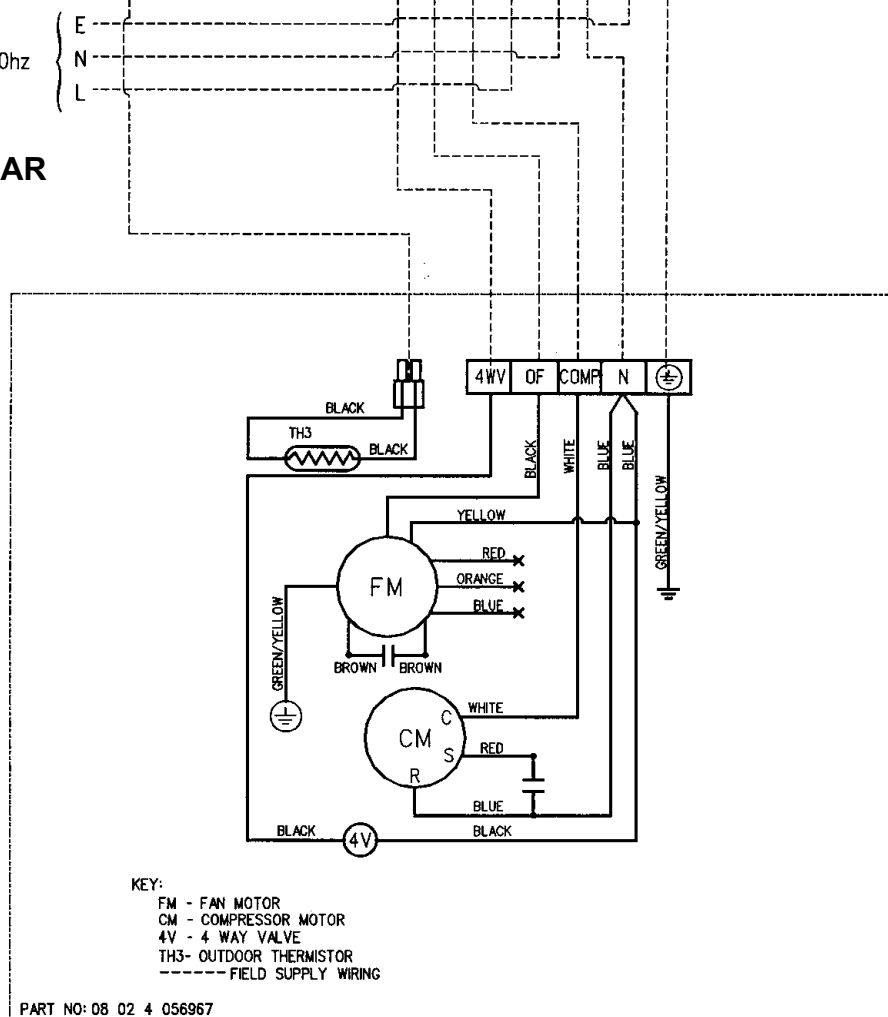 E
0hz
N
L
AR
4WV OF COMP N
BLACK
TH3
BLACK
BLACK
WHITE
BLUE
BLUE
YELLOW
GREEN/YELLOW
RED
ORANGE
FM
BLUE
GREEN/YELLOW
BROWN
BROWN
WHITE
C
CM
RED
S
R
BLUE
BLACK
BLACK
4V
KEY:
FM - FAN MOTOR
CM - COMPRESSOR MOTOR
4V - 4 WAY VALVE
TH3- OUTDOOR THERMISTOR
------- FIELD SUPPLY WIRING
PART NO: 08 02 4 056967